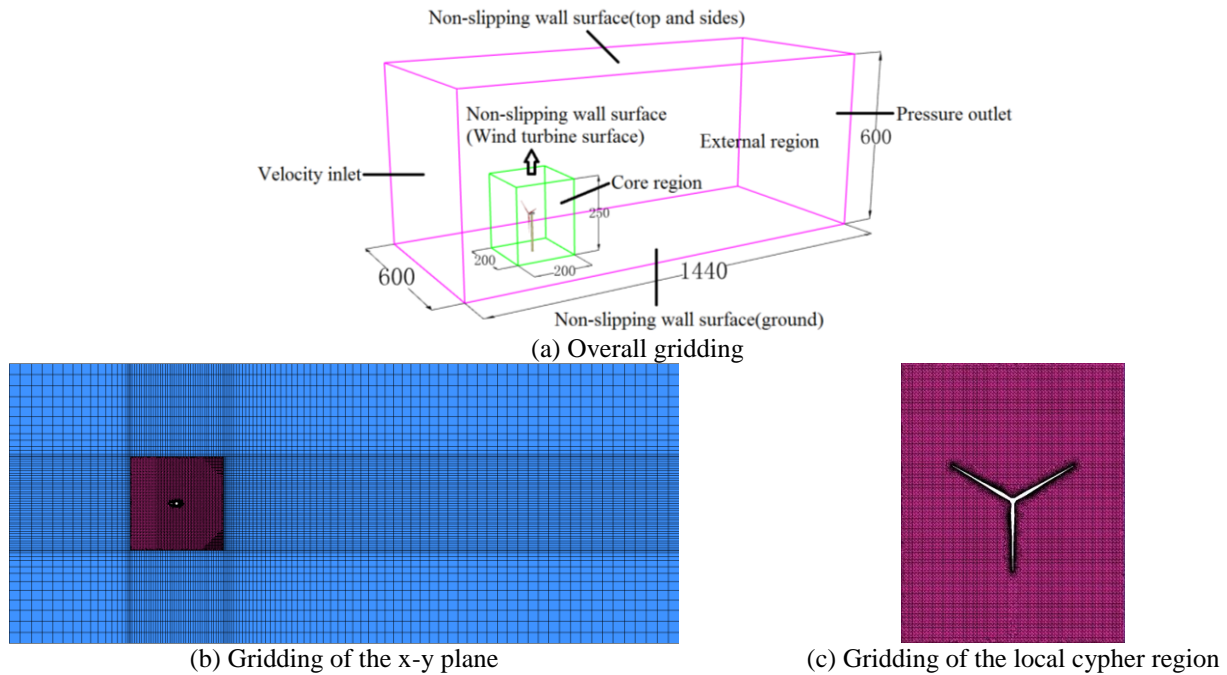 Non-slipping wall surface(top and sides)
Non-slipping wall surface
(Wind turbine surface)
Pressure outlet
600
External region
Velocity inlet
Core region
250
200
200
600
1440
Non-slipping wall surface(ground)
(a) Overall gridding
(b) Gridding of the x-y plane
(c) Gridding of the local cypher region